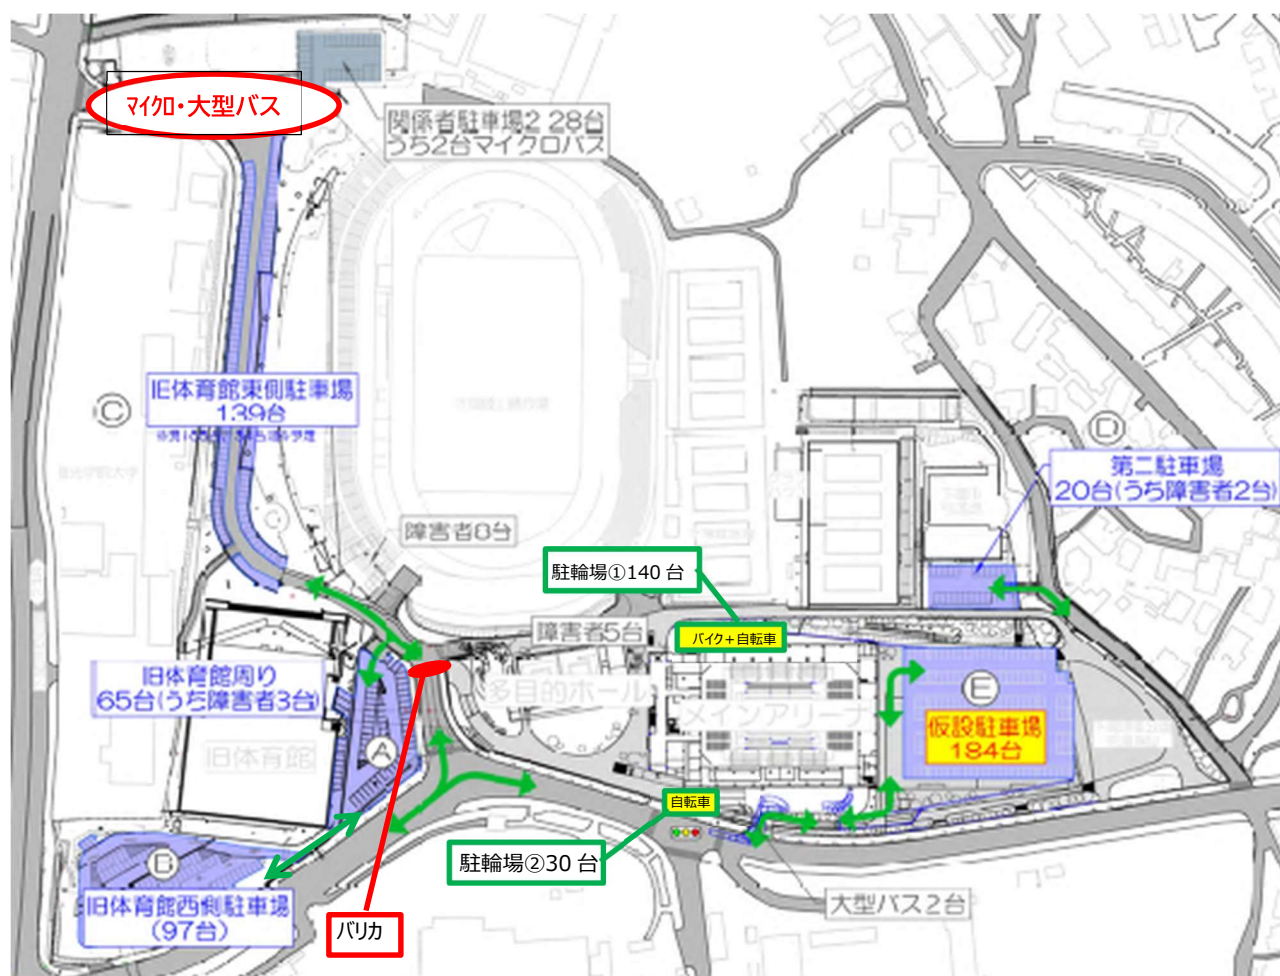 マイクロ・大型バス
関係者駐車場2 28台
うち2台マイクロバス
旧体育館東側駐車場
139台
C
D
第二駐車場
20台(うち障害者2台)
障害者8台
駐輪場①140 台
バイク+自転車
障害者5台
旧体育館周り
65台(うち障害者3台)
多目的ホール
メインアリーナ
E
仮設駐車場
184台
旧体育館
A
自転車
駐輪場②30 台
B
旧体育館西側駐車場
(97台)
バリカ
大型バス2台